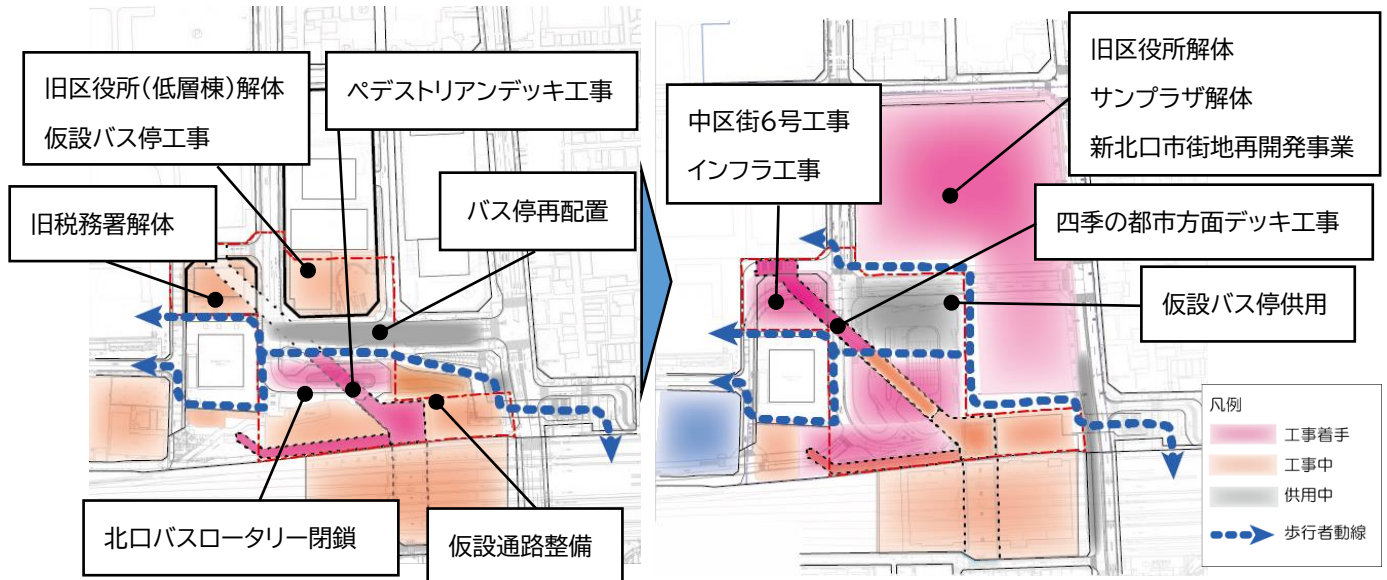 旧区役所(低層棟)解体
仮設バス停工事
ペデストリアンデッキ工事
旧税務署解体
バス停再配置
北口バスロータリー閉鎖
仮設通路整備
旧区役所解体
サンプラザ解体
新北口市街地再開発事業
中区街6号工事
インフラ工事
四季の都市方面デッキ工事
仮設バス停供用
凡例
工事着手
工事中
供用中
歩行者動線